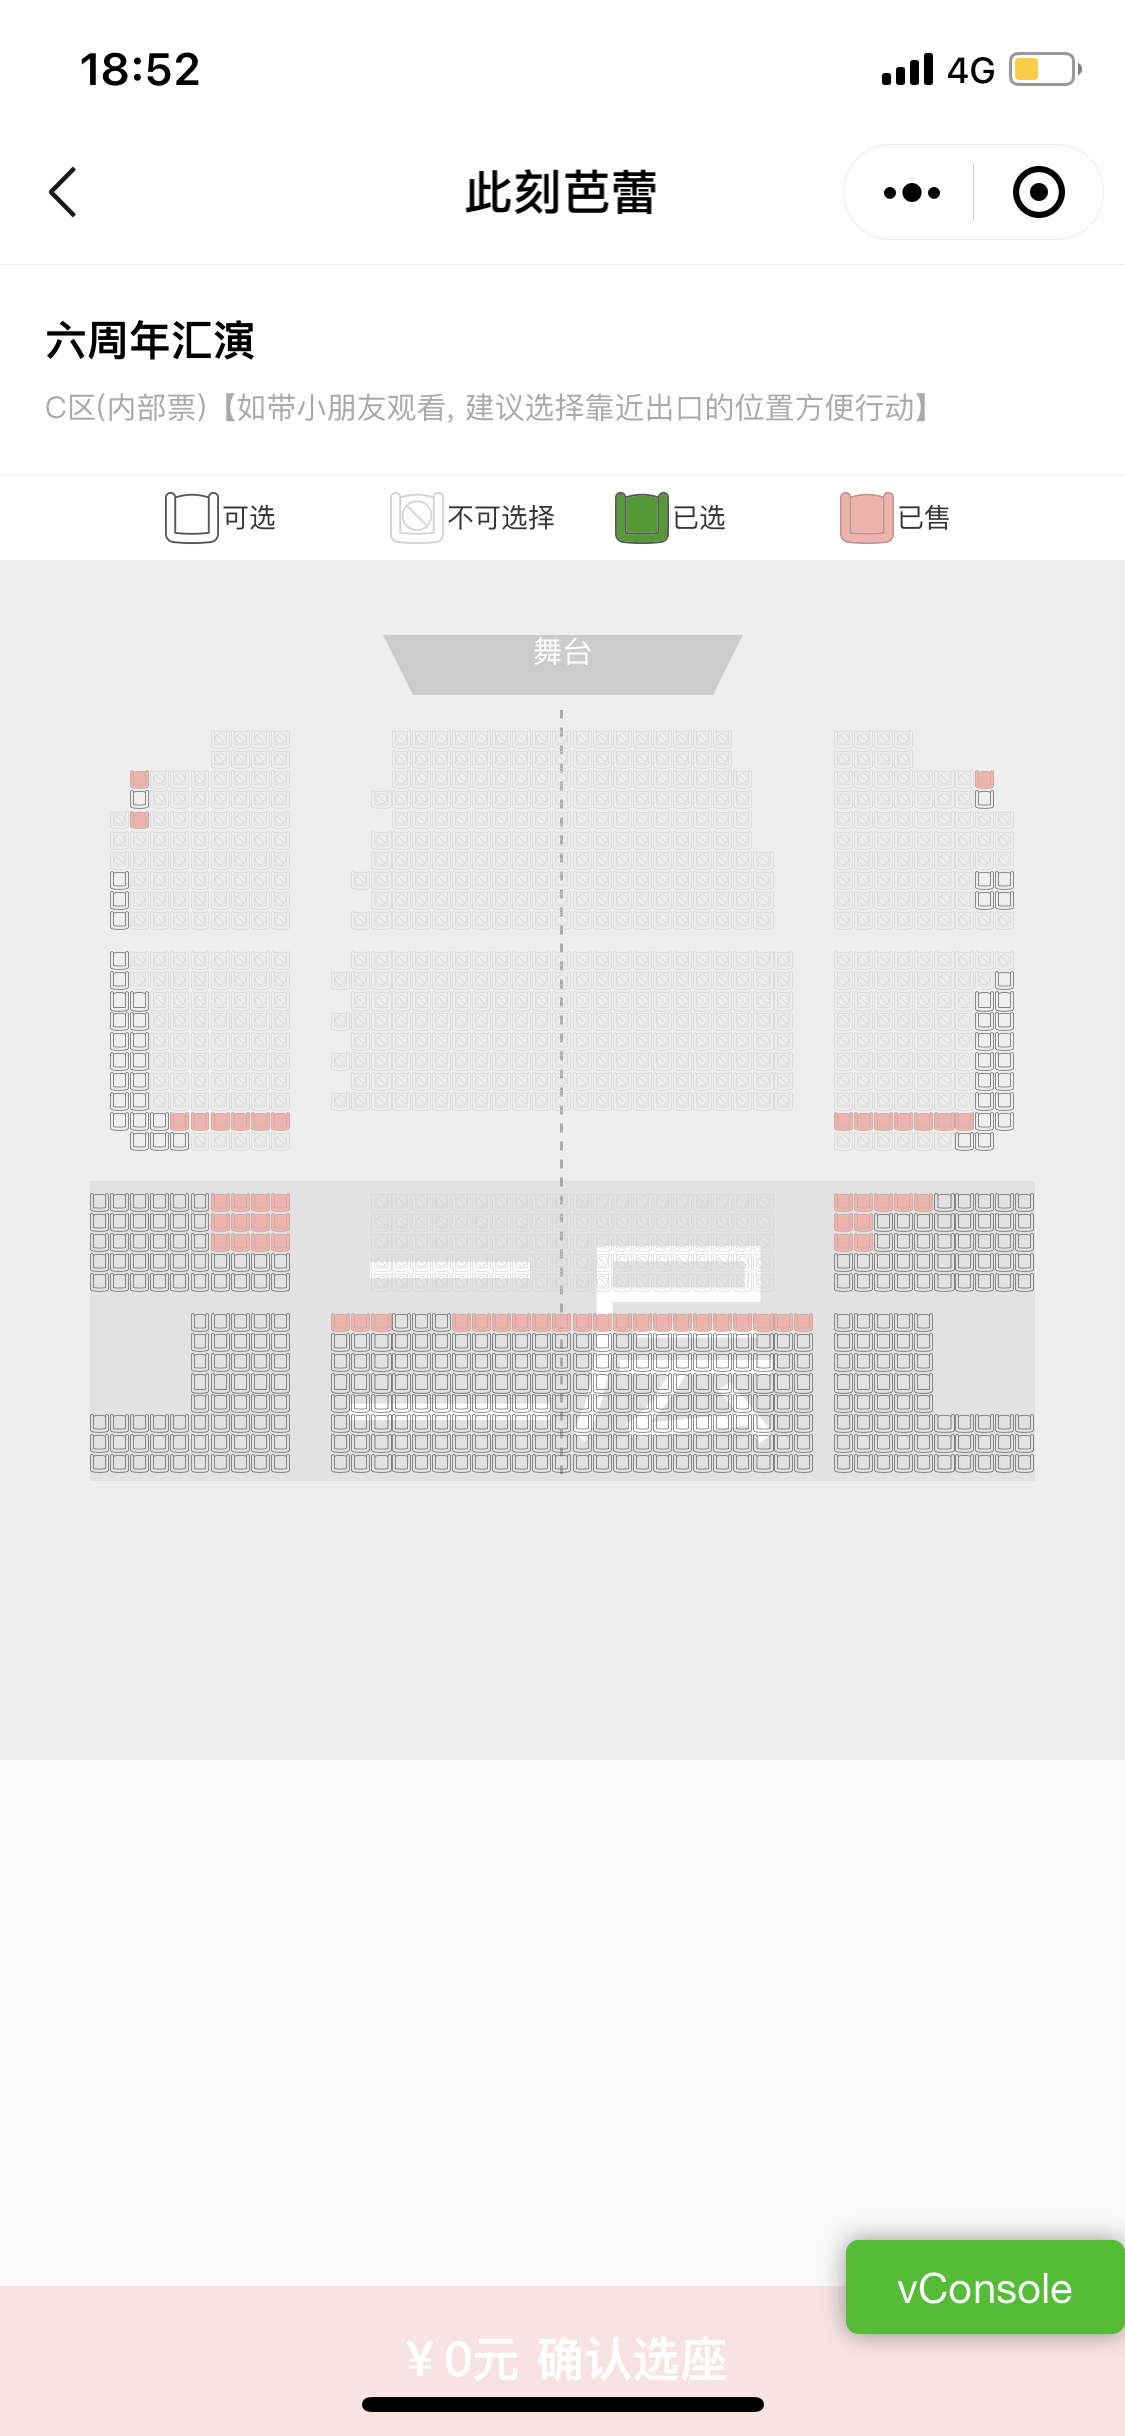 18:52
4G
此刻芭蕾
六周年汇演
C区(内部票)【如带小朋友观看, 建议选择靠近出口的位置方便行动】
可选
不可选择
已选
已售
舞台
二层
vConsole
¥ 0元 确认选座